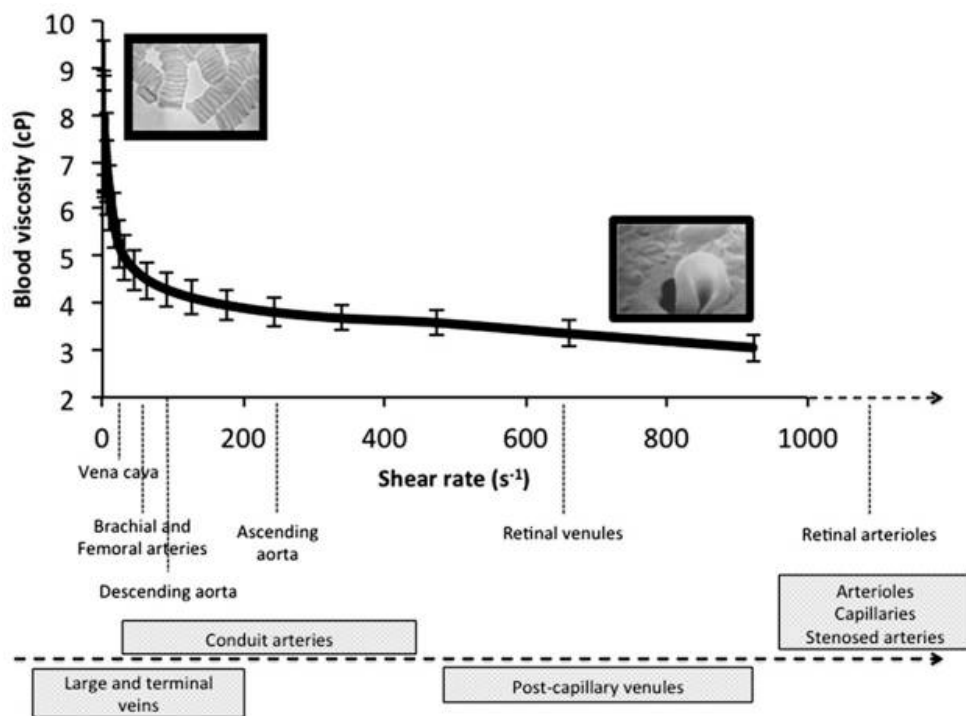 10
9
8
7
6
5
4
3
2
Blood viscosity (cP)
0 200 400 600 800 1000
Shear rate (s-1)
Vena cava
Brachial and
Femoral arteries
Descending aorta
Ascending
aorta
Retinal venules
Retinal arterioles
Arterioles
Capillaries
Stenosed arteries
Conduit arteries
Large and terminal
veins
Post-capillary venules